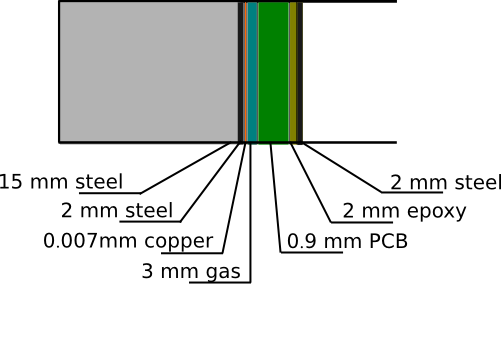 15 mm steel
2 mm steel
2 mm steel
2 mm epoxy
0.007mm copper
0.9 mm PCB
3 mm gas